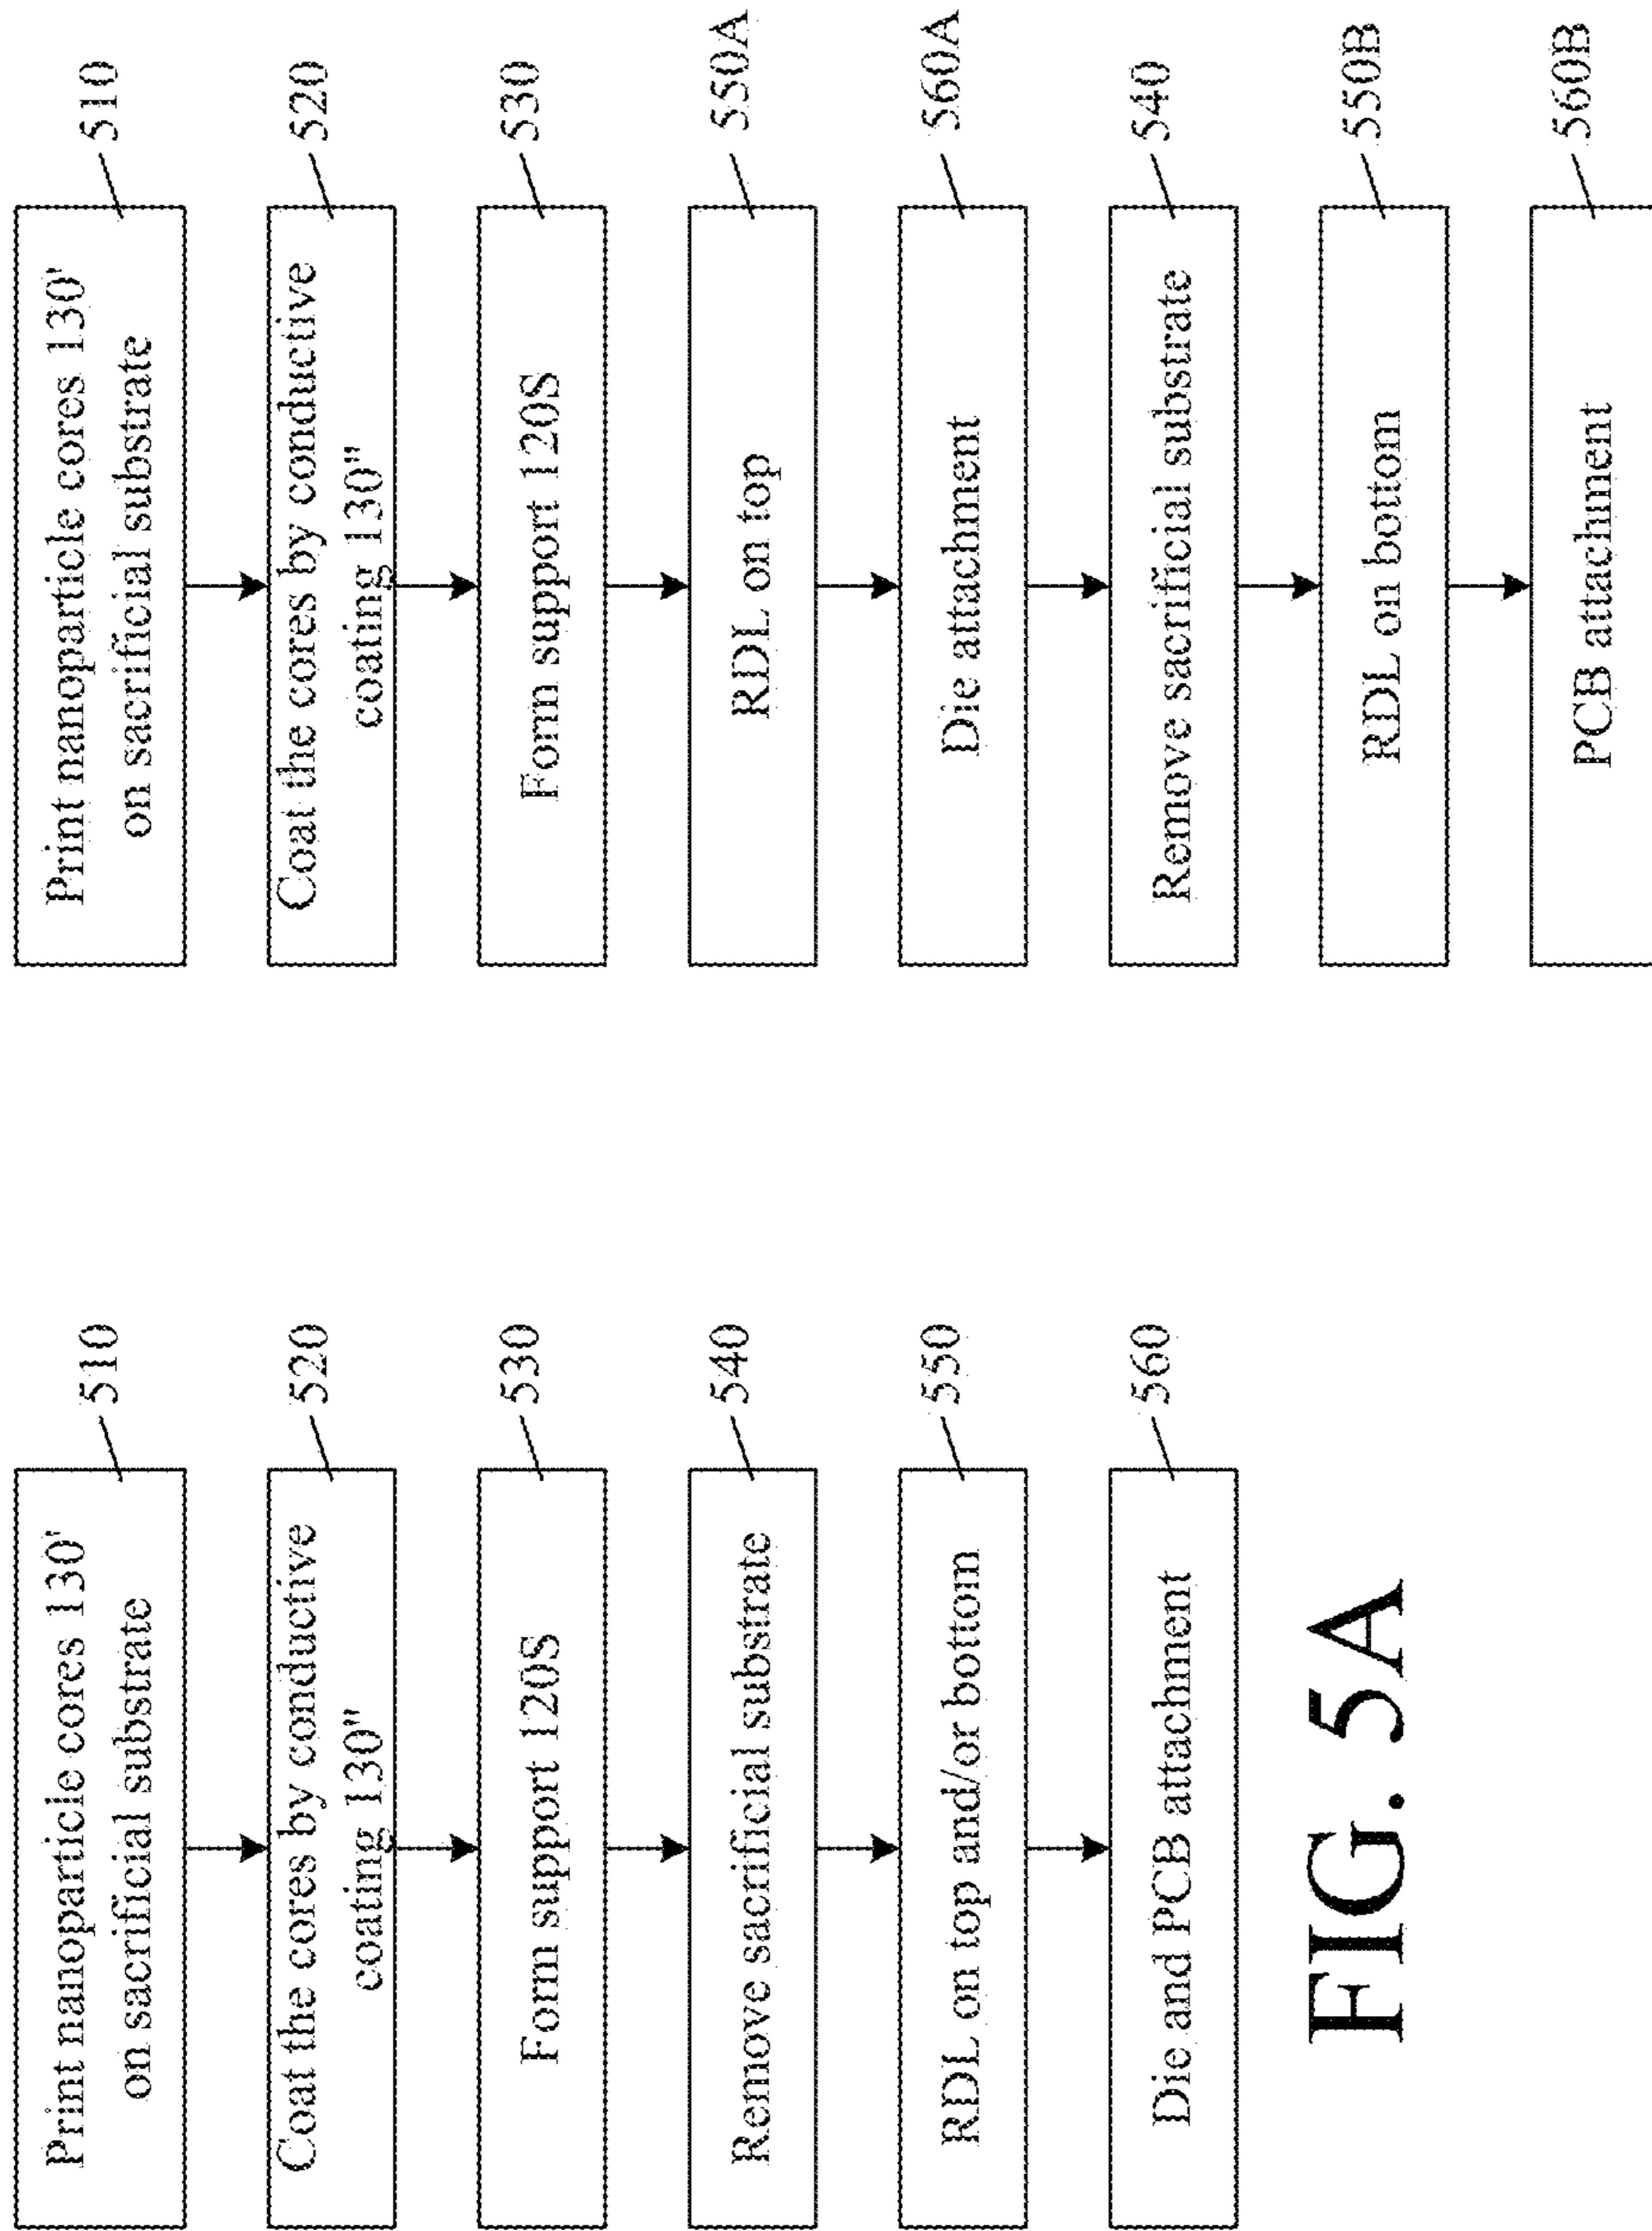 Print nanoparticle cores 130'
on sacrificial substrate
510
Coat the cores by conductive
coating 130"
520
Form support 120S
530
Remove sacrificial substrate
540
RDL on top and/or bottom
550
Die and PCB attachment
560
FIG. 5A
Print nanoparticle cores 130'
on sacrificial substrate
510
Coat the cores by conductive
coating 130"
520
Form support 120S
530
RDL on top
550A
Die attachment
560A
Remove sacrificial substrate
540
RDL on bottom
550B
PCB attachment
560B